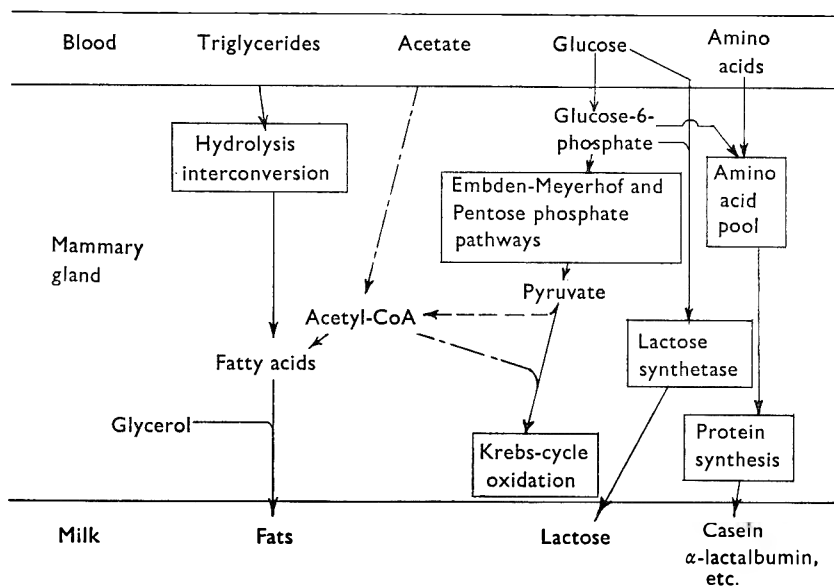 Blood Triglycerides Acetate Glucose Amino acids
Glucose-6-
phosphate
Hydrolysis
interconversion
Embden-Meyerhof and
Pentose phosphate
pathways
Amino
acid
pool
Mammary
gland
Pyruvate
Acetyl-CoA
Fatty acids
Lactose
synthetase
Glycerol
Krebs-cycle
oxidation
Protein
synthesis
Milk Fats Lactose Casein
α-lactalbumin,
etc.